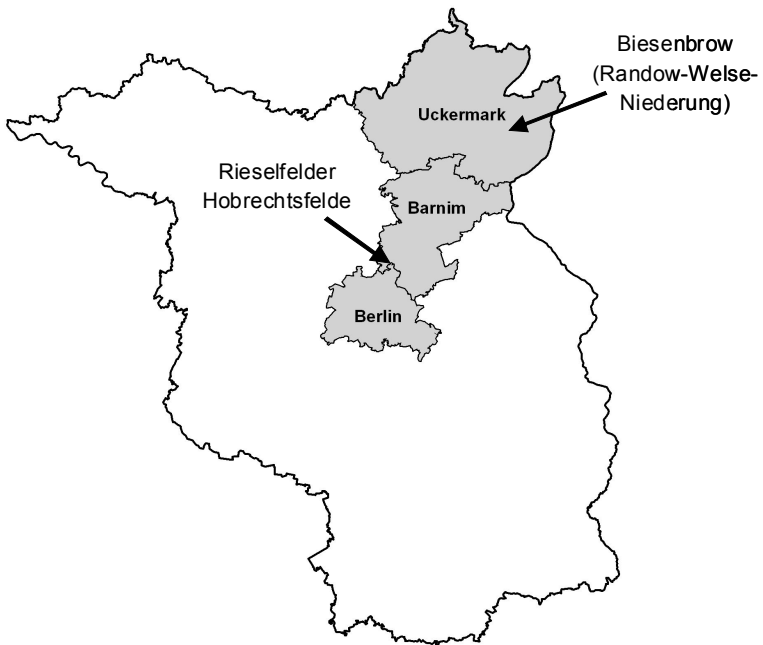 Biesenbrow
(Randow-Welse-
Niederung)
Uckermark
Rieselfelder
Hobrechtsfelde
Barnim
Berlin